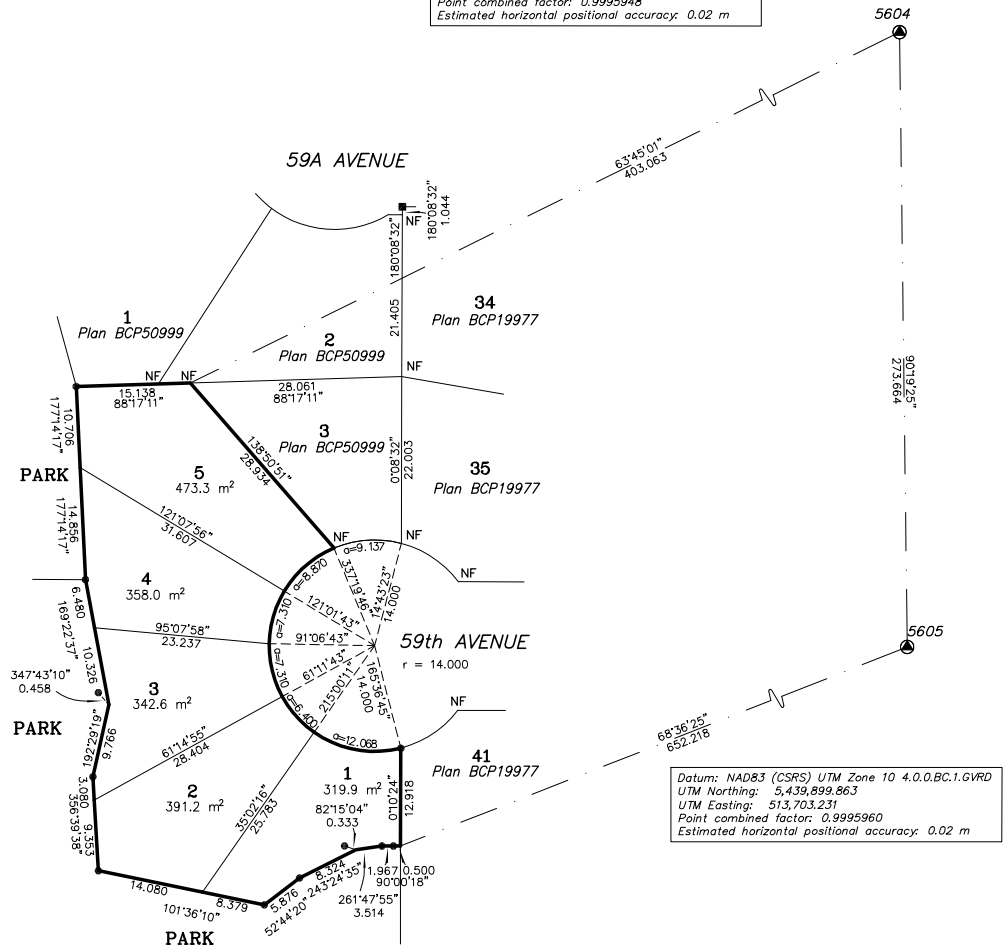 Point combined factor: 0.9995948
Estimated horizontal positional accuracy: 0.02 m
5604
63°45'01"
403.063
59A AVENUE
NF
180°08'32"
1.044
180°08'32"
21.405
34
Plan BCP19977
1
Plan BCP50999
2
Plan BCP50999
NF
NF
NF
15.138
88°17'11"
28.061
88°17'11"
90°19'25"
273.664
10.706
177°14'17"
138°50'51"
28.934
3
Plan BCP50999
0°08'32"
22.003
35
Plan BCP19977
PARK
5
473.3 m²
14.856
177°14'17"
121°07'56"
31.607
NF
NF
a=9.137
NF
a=8.870
337°19'46"
14°43'23"
14.000
4
358.0 m²
6.480
169°22'37"
a=7.310
121°01'43"
95°07'58"
23.237
91°06'43"
59th AVENUE
r = 14.000
5605
10.326
347°43'10"
0.458
3
342.6 m²
a=7.310
61°11'43"
215°00'11"
165°36'45"
14.000
PARK
192°29'19"
9.766
61°14'55"
28.404
a=6.400
NF
a=12.068
68°36'25"
652.218
41
Plan BCP19977
3.080
356°39'38"
9.353
2
391.2 m²
35°02'16"
25.783
1
319.9 m²
0°10'24"
12.918
82°15'04"
0.333
Datum: NAD83 (CSRS) UTM Zone 10 4.0.0.BC.1.GVRD
UTM Northing: 5,439,899.863
UTM Easting: 513,703.231
Point combined factor: 0.9995960
Estimated horizontal positional accuracy: 0.02 m
1.967
0.500
90°00'18"
8.324
243°24'35"
261°47'55"
3.514
5.876
52°44'20"
14.080
101°36'10"
8.379
PARK